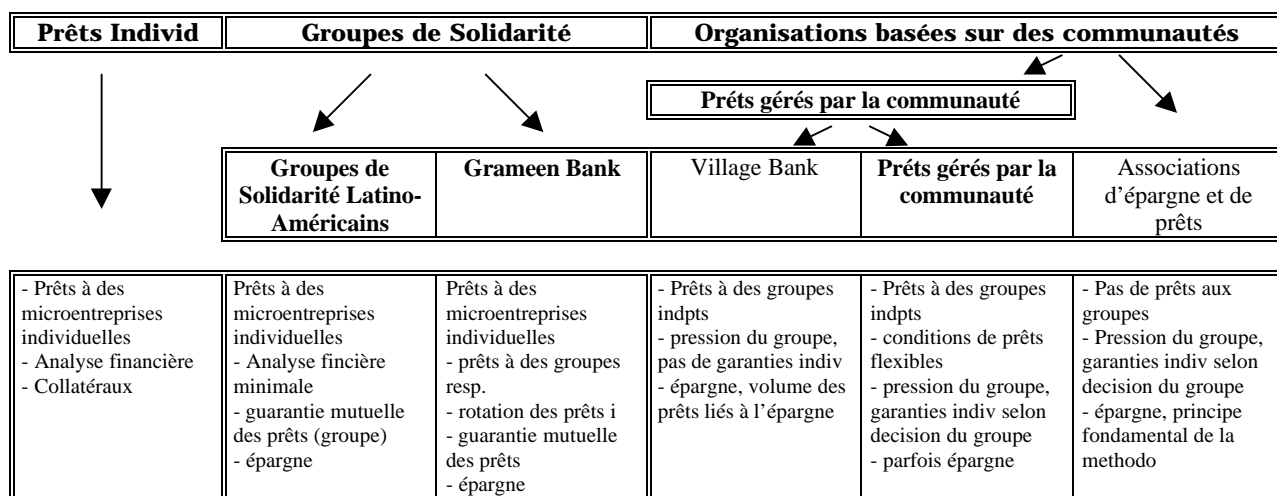 Prêts Individ
Groupes de Solidarité
Organisations basées sur des communautés
Préts gérés par la communauté
Groupes de
Solidarité Latino-
Américains
Grameen Bank
Village Bank
Préts gérés par la
communauté
Associations
d'épargne et de
prêts
- Prêts à des
microentreprises
individuelles
- Analyse financière
- Collatéraux
Prêts à des
microentreprises
individuelles
- Analyse fincière
minimale
- guarantie mutuelle
des prêts (groupe)
- épargne
Prêts à des
microentreprises
individuelles
- prêts à des groupes
resp.
- rotation des prêts i
- guarantie mutuelle
des prêts
- épargne
- Prêts à des groupes
indpts
- pression du groupe,
pas de garanties indiv
- épargne, volume des
prêts liés à l'épargne
- Prêts à des groupes
indpts
- conditions de prêts
flexibles
- pression du groupe,
garanties indiv selon
decision du groupe
- parfois épargne
- Pas de prêts aux
groupes
- Pression du groupe,
garanties indiv selon
decision du groupe
- épargne, principe
fondamental de la
methodo